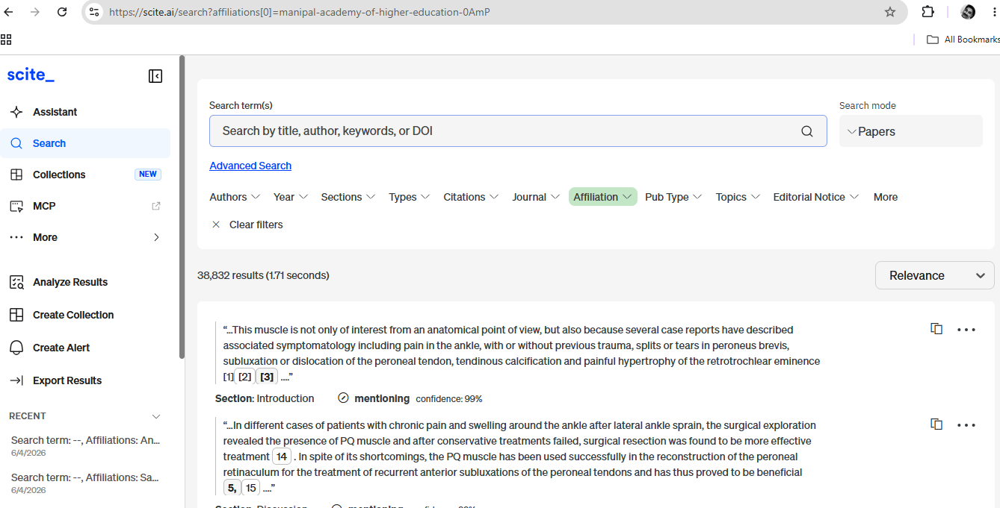 https://scite.ai/search?affiliations[0]=manipal-academy-of-higher-education-0AmP
All Bookmarks
scite_
Assistant
Search
Collections NEW
MCP
More
Analyze Results
Create Collection
Create Alert
Export Results
RECENT
Search term: --, Affiliations: An...
6/4/2026
Search term: --, Affiliations: Sa...
6/4/2026
Search term(s)
Search mode
Search by title, author, keywords, or DOI
Papers
Advanced Search
Authors Year Sections Types Citations Journal Affiliation Pub Type Topics Editorial Notice More
Clear filters
38,832 results (1.71 seconds)
Relevance
“...This muscle is not only of interest from an anatomical point of view, but also because several case reports have described
associated symptomatology including pain in the ankle, with or without previous trauma, splits or tears in peroneus brevis,
subluxation or dislocation of the peroneal tendon, tendinous calcification and painful hypertrophy of the retrotrochlear eminence
[1] [2] [3] ....”
Section: Introduction mentioning confidence: 99%
“...In different cases of patients with chronic pain and swelling around the ankle after lateral ankle sprain, the surgical exploration
revealed the presence of PQ muscle and after conservative treatments failed, surgical resection was found to be more effective
treatment 14 . In spite of its shortcomings, the PQ muscle has been used successfully in the reconstruction of the peroneal
retinaculum for the treatment of recurrent anterior subluxations of the peroneal tendons and has thus proved to be beneficial
5, 15 ....”
Section: Discussion mentioning